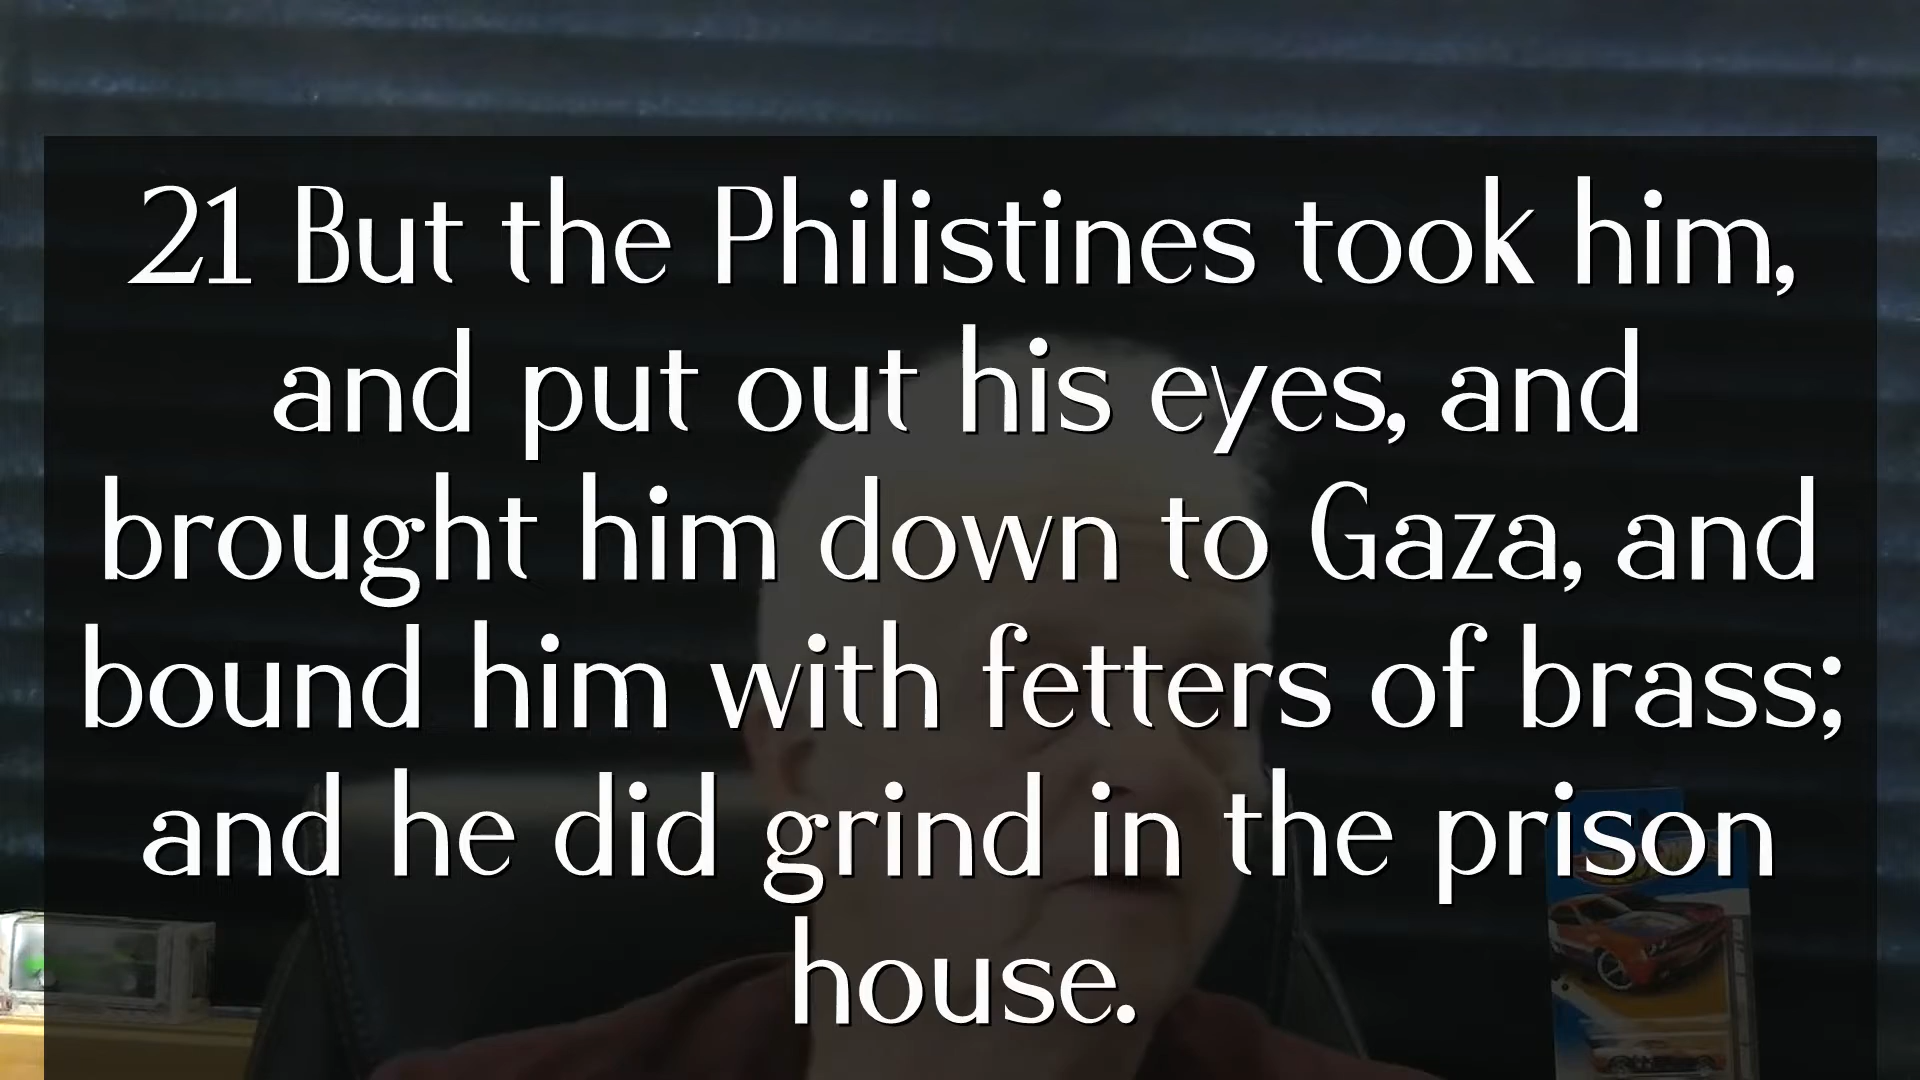 21 But the Philistines took him,
and put out his eyes, and
brought him down to Gaza, and
bound him with fetters of brass;
and he did grind in the prison
house.